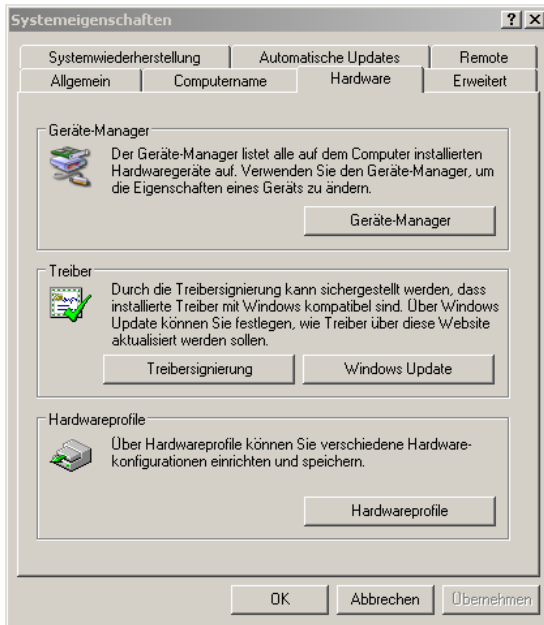 Systemeigenschaften
Systemwiederherstellung Automatische Updates Remote
Allgemein Computername Hardware Erweitert
Geräte-Manager
Der Geräte-Manager listet alle auf dem Computer installierten
Hardwaregeräte auf. Verwenden Sie den Geräte-Manager, um
die Eigenschaften eines Geräts zu ändern.
Geräte-Manager
Treiber
Durch die Treibersignierung kann sichergestellt werden, dass
installierte Treiber mit Windows kompatibel sind. Über Windows
Update können Sie festlegen, wie Treiber über diese Website
aktualisiert werden sollen.
Treibersignierung Windows Update
Hardwareprofile
Über Hardwareprofile können Sie verschiedene Hardware-
konfigurationen einrichten und speichern.
Hardwareprofile
OK Abbrechen Übernehmen